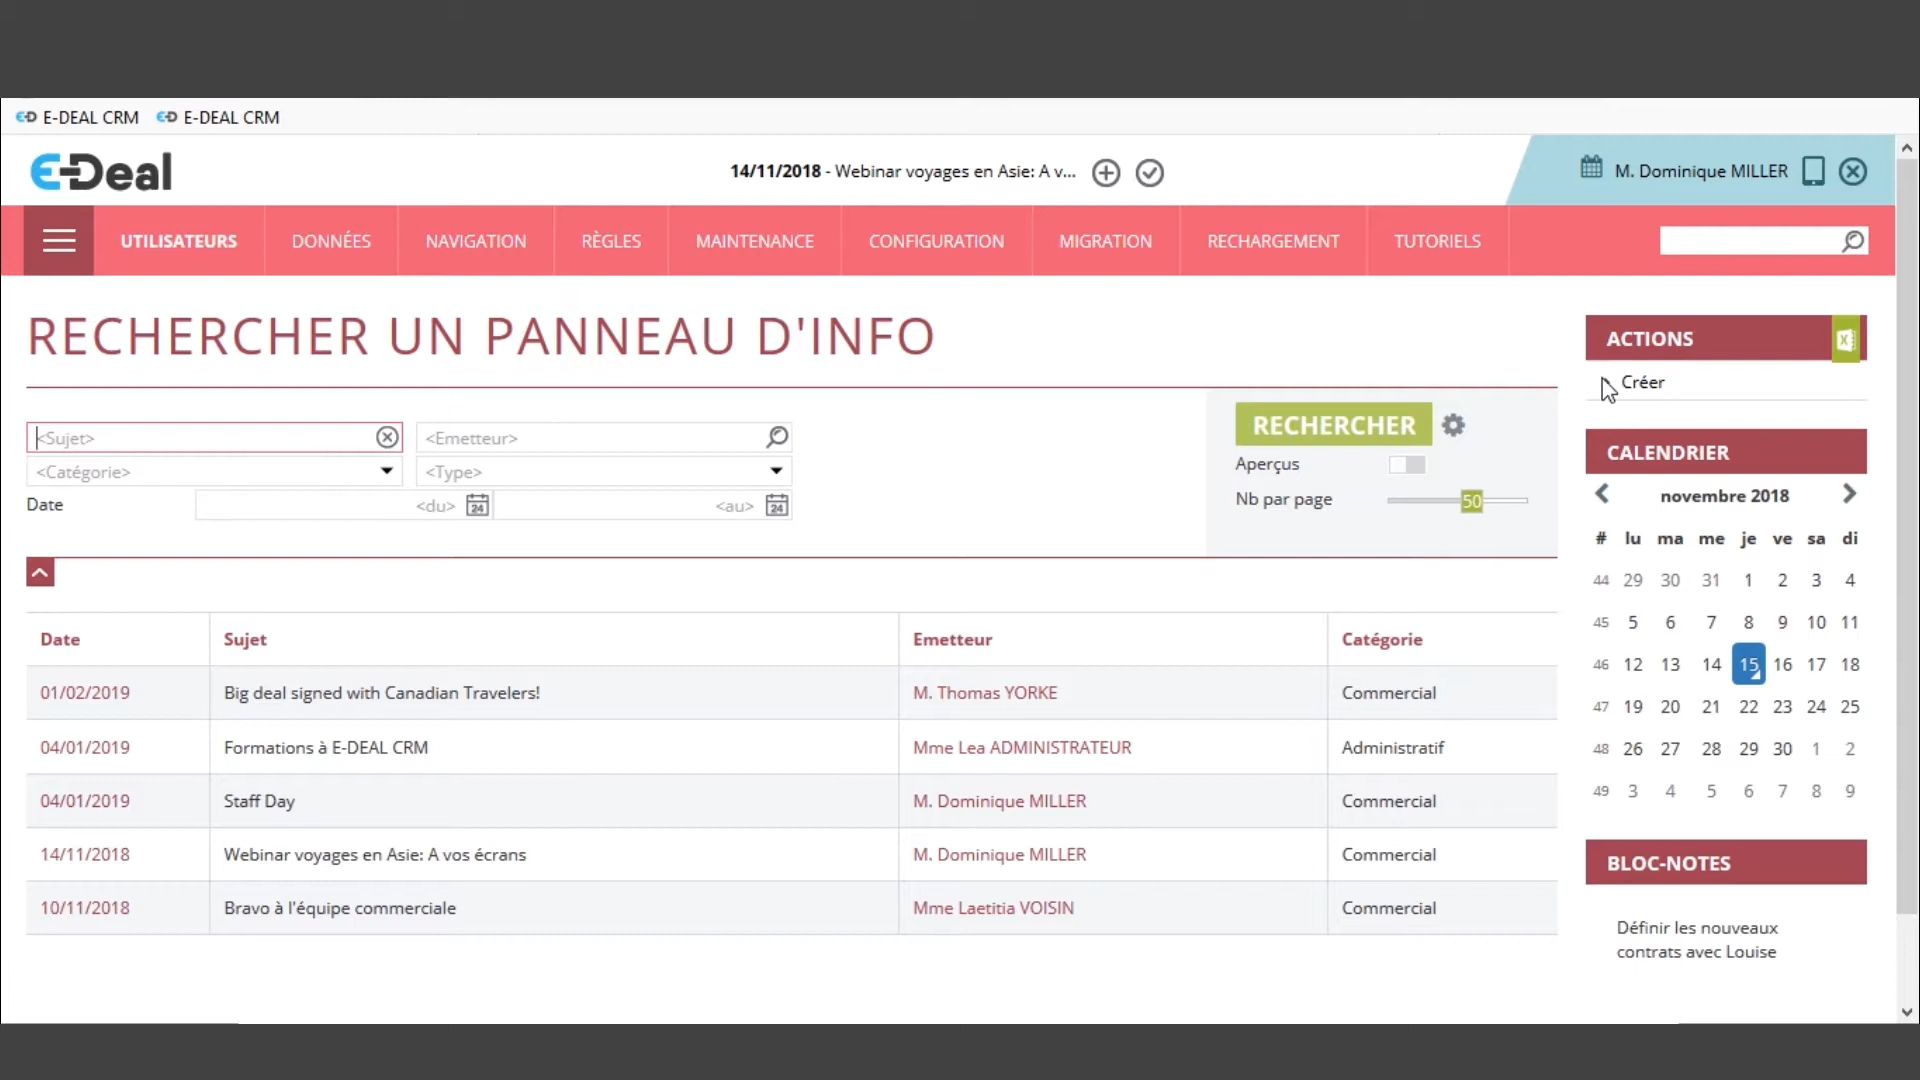 E-DEAL CRM E-DEAL CRM
E-Deal
14/11/2018 - Webinar voyages en Asie: A v...
M. Dominique MILLER
UTILISATEURS DONNÉES NAVIGATION RÈGLES MAINTENANCE CONFIGURATION MIGRATION RECHARGEMENT TUTORIELS
RECHERCHER UN PANNEAU D'INFO
<Sujet> <Emetteur>
<Catégorie> <Type>
Date <du> 24 <au> 24
RECHERCHER
Aperçus
Nb par page 50
Date Sujet Emetteur Catégorie
01/02/2019 Big deal signed with Canadian Travelers! M. Thomas YORKE Commercial
04/01/2019 Formations à E-DEAL CRM Mme Lea ADMINISTRATEUR Administratif
04/01/2019 Staff Day M. Dominique MILLER Commercial
14/11/2018 Webinar voyages en Asie: A vos écrans M. Dominique MILLER Commercial
10/11/2018 Bravo à l'équipe commerciale Mme Laetitia VOISIN Commercial
ACTIONS
Créer
CALENDRIER
novembre 2018
# lu ma me je ve sa di
44 29 30 31 1 2 3 4
45 5 6 7 8 9 10 11
46 12 13 14 15 16 17 18
47 19 20 21 22 23 24 25
48 26 27 28 29 30 1 2
49 3 4 5 6 7 8 9
BLOC-NOTES
Définir les nouveaux
contrats avec Louise